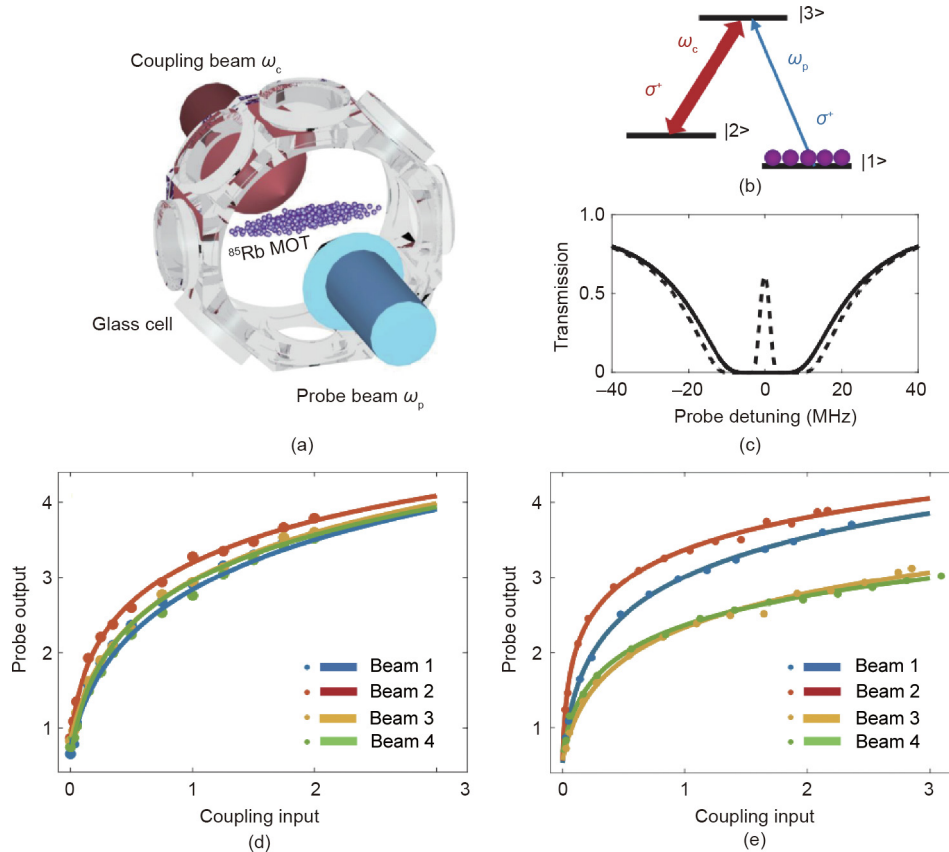 Coupling beam ωc
⁸⁵Rb MOT
Glass cell
Probe beam ωp
(a)
|3>
ωc
ωp
σ⁺
σ⁺
|2>
|1>
(b)
1.0
0.5
0
Transmission
–40
–20
0
20
40
Probe detuning (MHz)
(c)
4
3
2
1
Probe output
Beam 1
Beam 2
Beam 3
Beam 4
0
1
2
3
Coupling input
(d)
4
3
2
1
Probe output
Beam 1
Beam 2
Beam 3
Beam 4
0
1
2
3
Coupling input
(e)